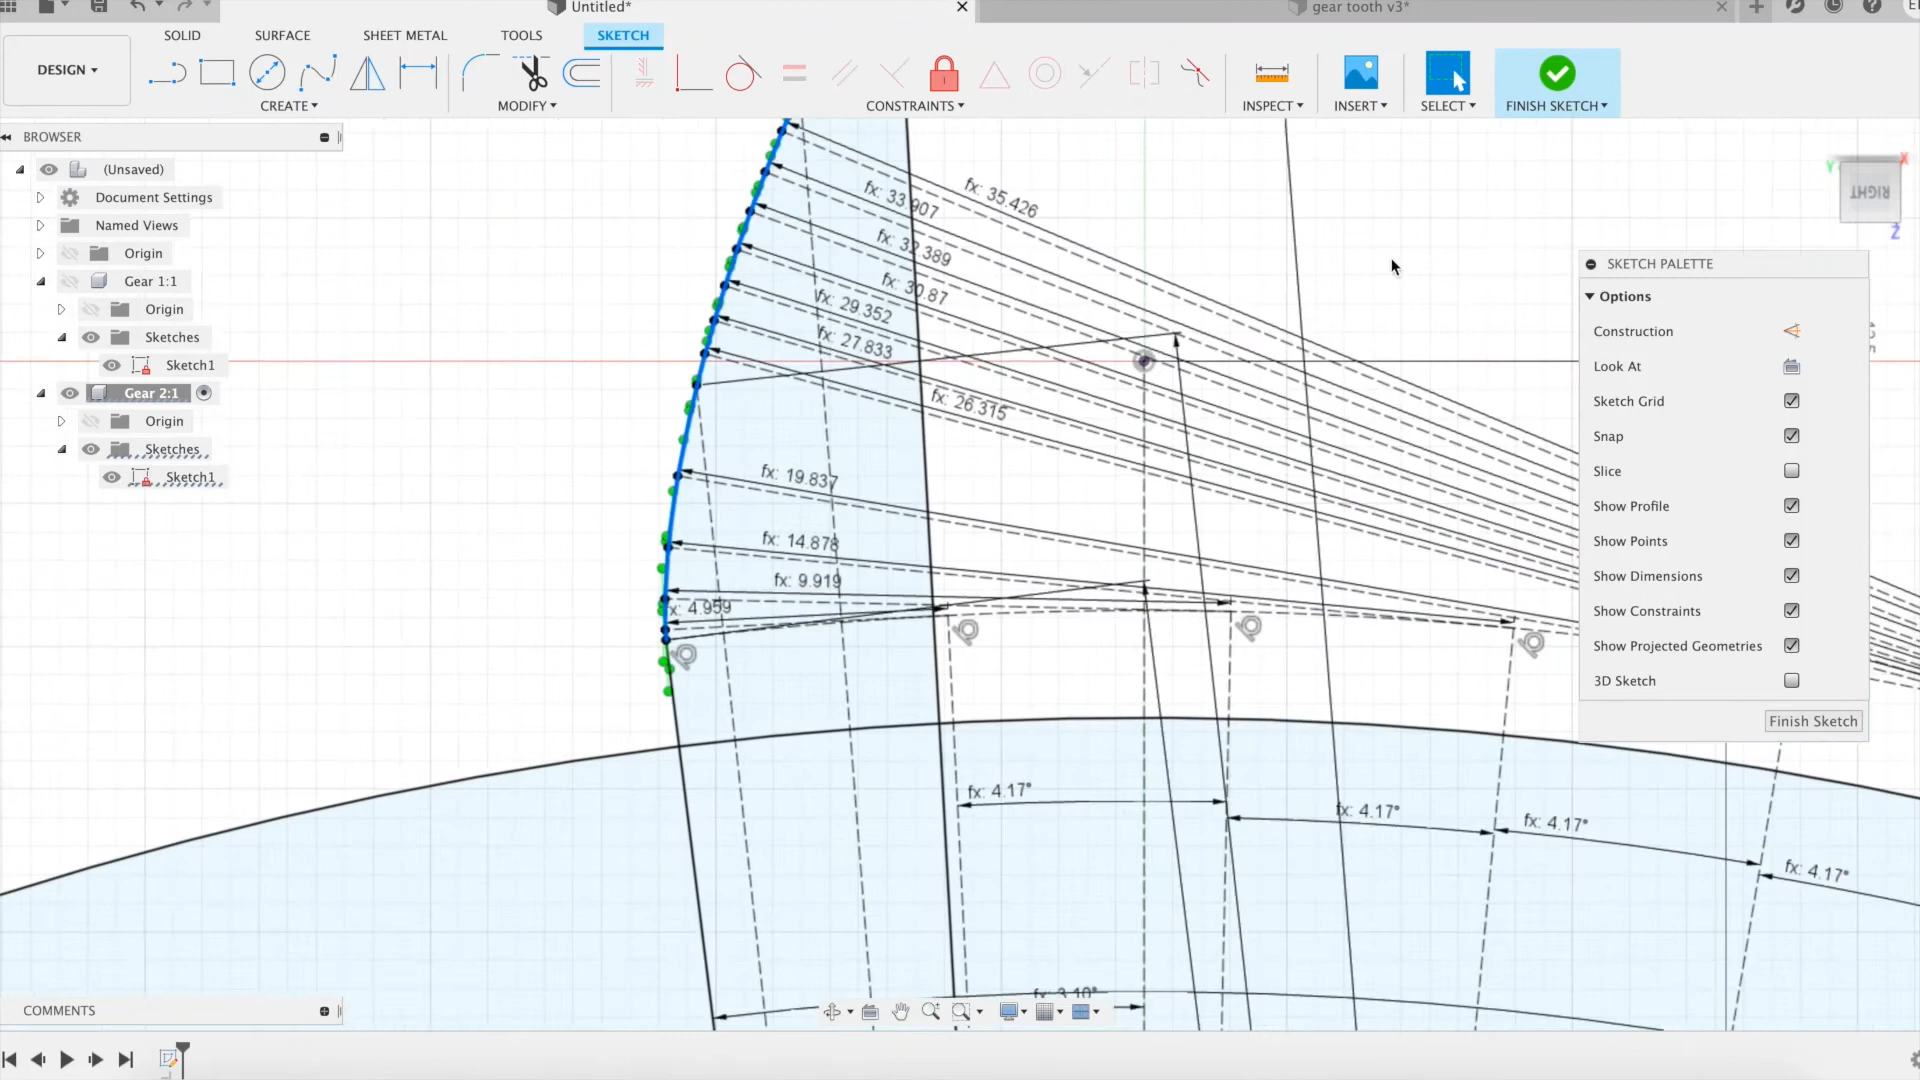 Untitled*
gear tooth v3*
SOLID
SURFACE
SHEET METAL
TOOLS
SKETCH
DESIGN
CREATE
MODIFY
CONSTRAINTS
INSPECT
INSERT
SELECT
FINISH SKETCH
BROWSER
(Unsaved)
Document Settings
Named Views
Origin
Gear 1:1
Origin
Sketches
Sketch1
Gear 2:1
Origin
Sketches
Sketch1
fx: 35.426
fx: 33.907
fx: 32.389
fx: 30.87
fx: 29.352
fx: 27.833
fx: 26.315
fx: 19.837
fx: 14.878
fx: 9.919
x: 4.959
fx: 4.17°
fx: 4.17°
fx: 4.17°
fx: 4.17°
fx: 3.10°
Y
X
RIGHT
Z
SKETCH PALETTE
Options
Construction
Look At
Sketch Grid
Snap
Slice
Show Profile
Show Points
Show Dimensions
Show Constraints
Show Projected Geometries
3D Sketch
Finish Sketch
COMMENTS